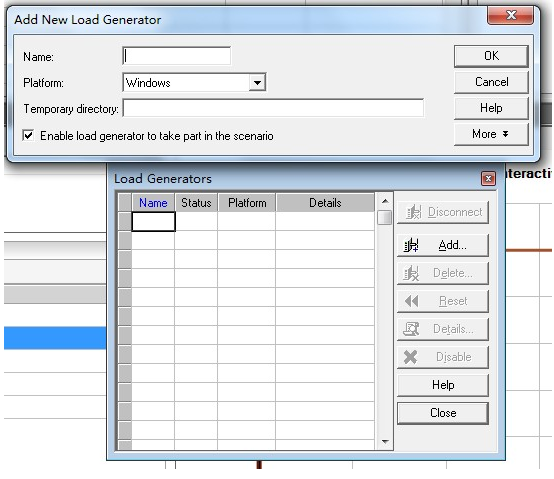 Add New Load Generator
Name:
OK
Platform:
Windows
Cancel
Temporary directory:
Help
Enable load generator to take part in the scenario
More
Load Generators
Name Status Platform Details
Disconnect
Add...
Delete...
Reset
Details...
Disable
Help
Close